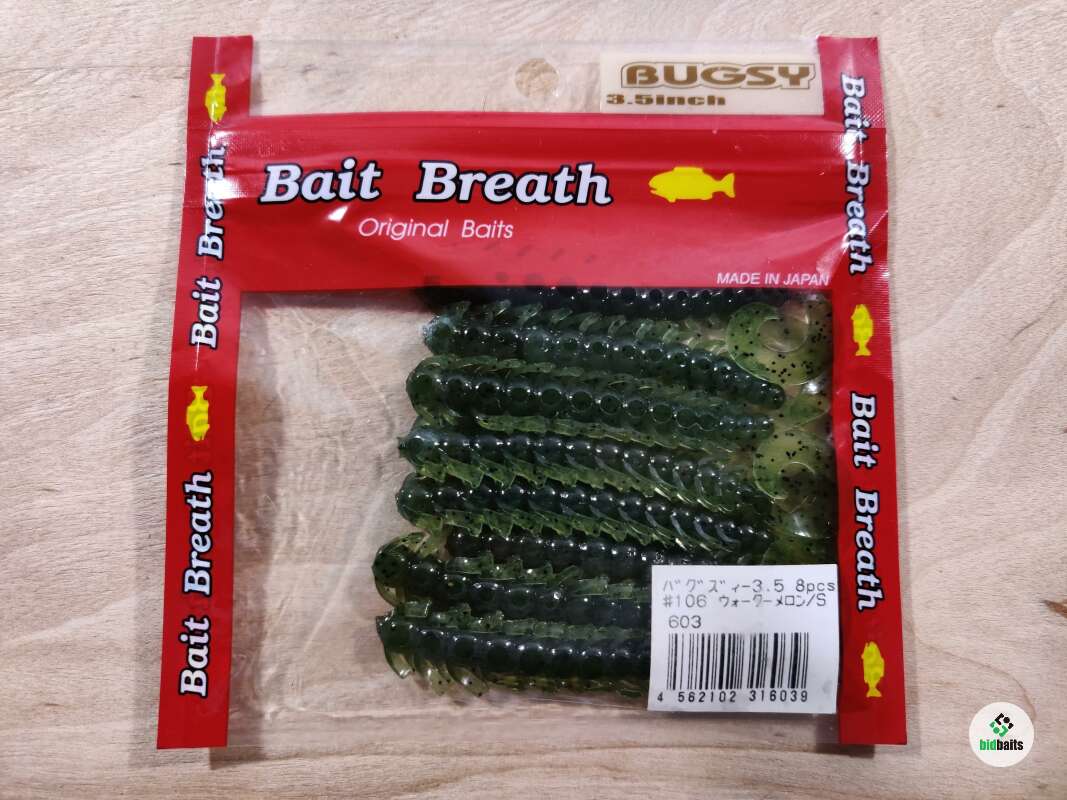 BUGSY
3.5inch
Bait Breath
Original Baits
MADE IN JAPAN
Bait Breath
Bait Breath
Bait Breath
Bait Breath
バグズィー3.5 8pcs
#106 ウォーターメロン/S
603
4 562102 316039
bidbaits